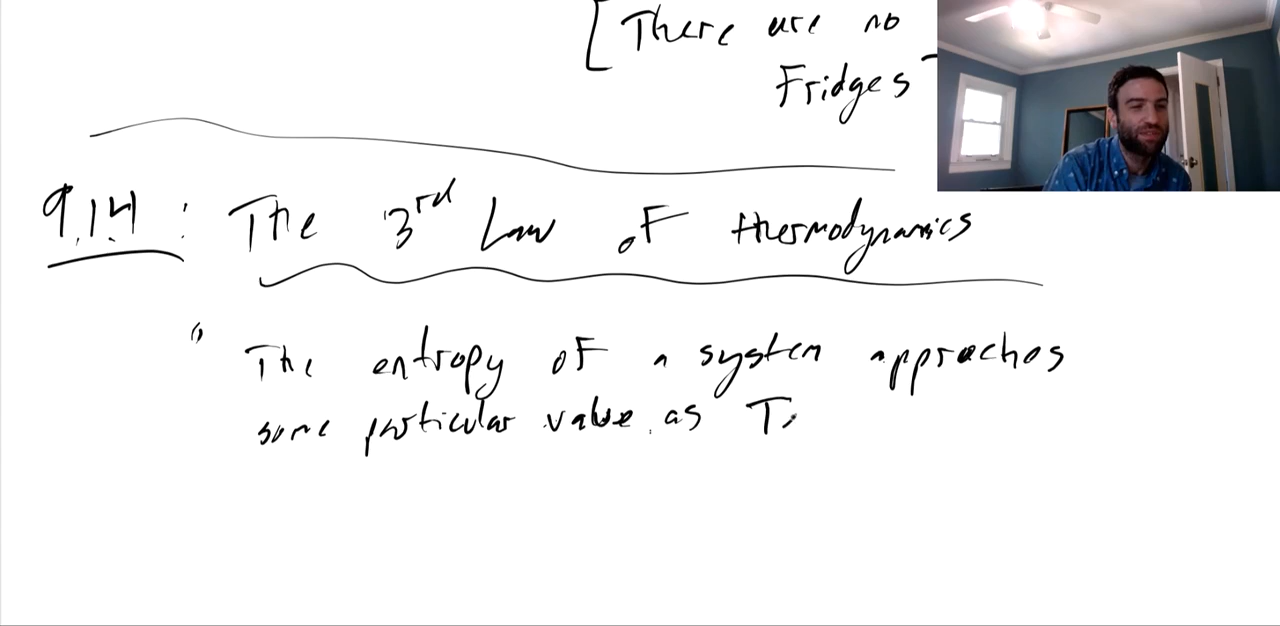 [There are no
Fridges
9.14: The 3rd Law of thermodynamics
" The entropy of a system approaches
some particular value as T